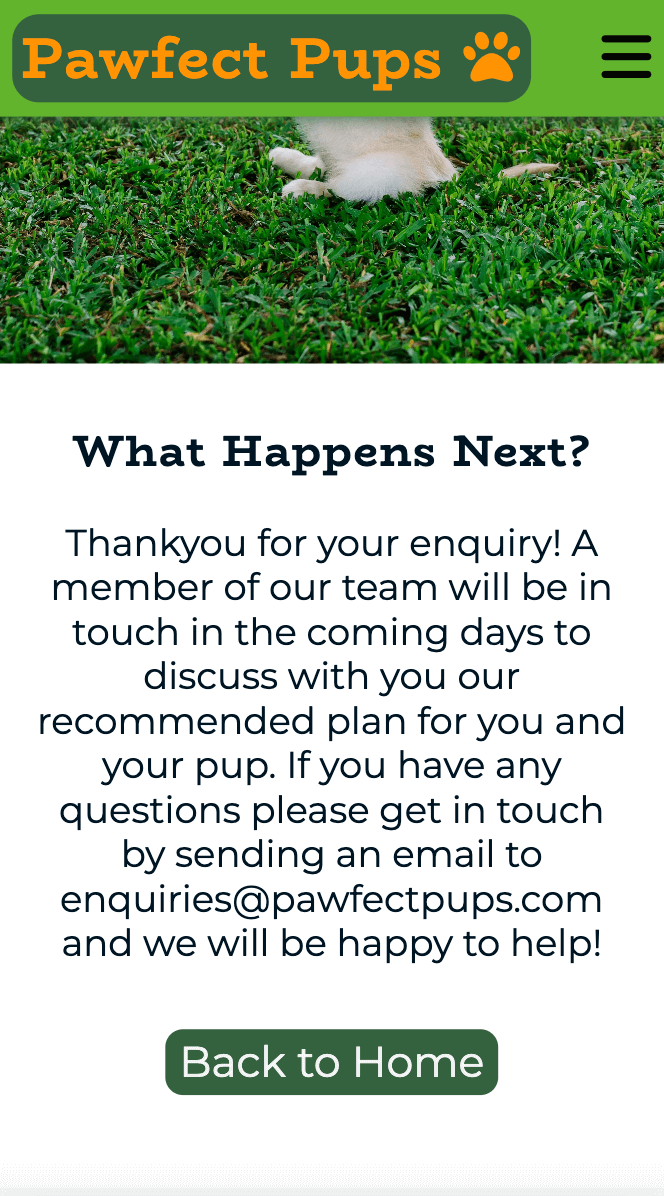 Pawfect Pups
What Happens Next?
Thankyou for your enquiry! A
member of our team will be in
touch in the coming days to
discuss with you our
recommended plan for you and
your pup. If you have any
questions please get in touch
by sending an email to
enquiries@pawfectpups.com
and we will be happy to help!
Back to Home